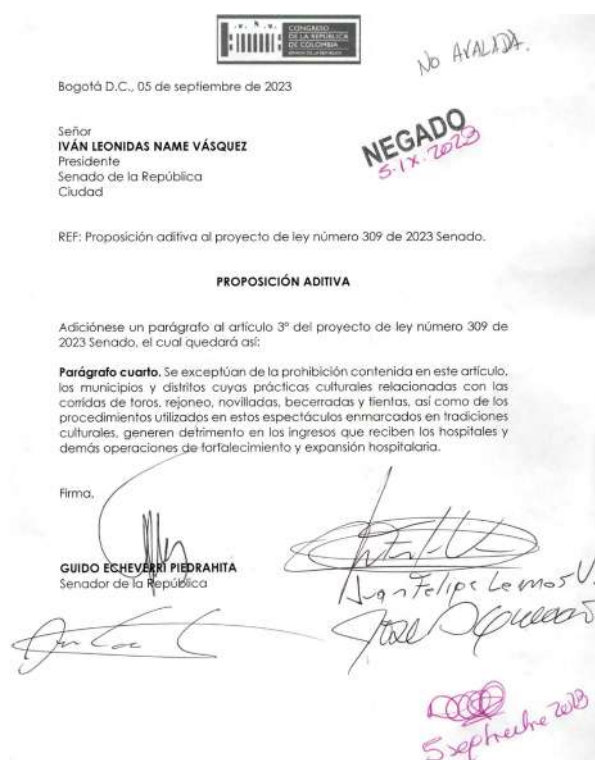 CONGRESO
DE LA REPÚBLICA
DE COLOMBIA
NO AVALADA.
Bogotá D.C., 05 de septiembre de 2023
NEGADO
5.IX.2023
Señor
IVÁN LEONIDAS NAME VÁSQUEZ
Presidente
Senado de la República
Ciudad
REF: Proposición aditiva al proyecto de ley número 309 de 2023 Senado.
PROPOSICIÓN ADITIVA
Adiciónese un parágrafo al artículo 3º del proyecto de ley número 309 de
2023 Senado, el cual quedará así:
Parágrafo cuarto. Se exceptúan de la prohibición contenida en este artículo,
los municipios y distritos cuyas prácticas culturales relacionadas con las
corridas de toros, rejoneo, novilladas, becerradas y tientas, así como de los
procedimientos utilizados en estos espectáculos enmarcados en tradiciones
culturales, generen detrimento en los ingresos que reciben los hospitales y
demás operaciones de fortalecimiento y expansión hospitalaria.
Firma,
GUIDO ECHEVERRI PIEDRAHITA
Senador de la República
Juan Felipe Lemos U.
5 septiembre 2023